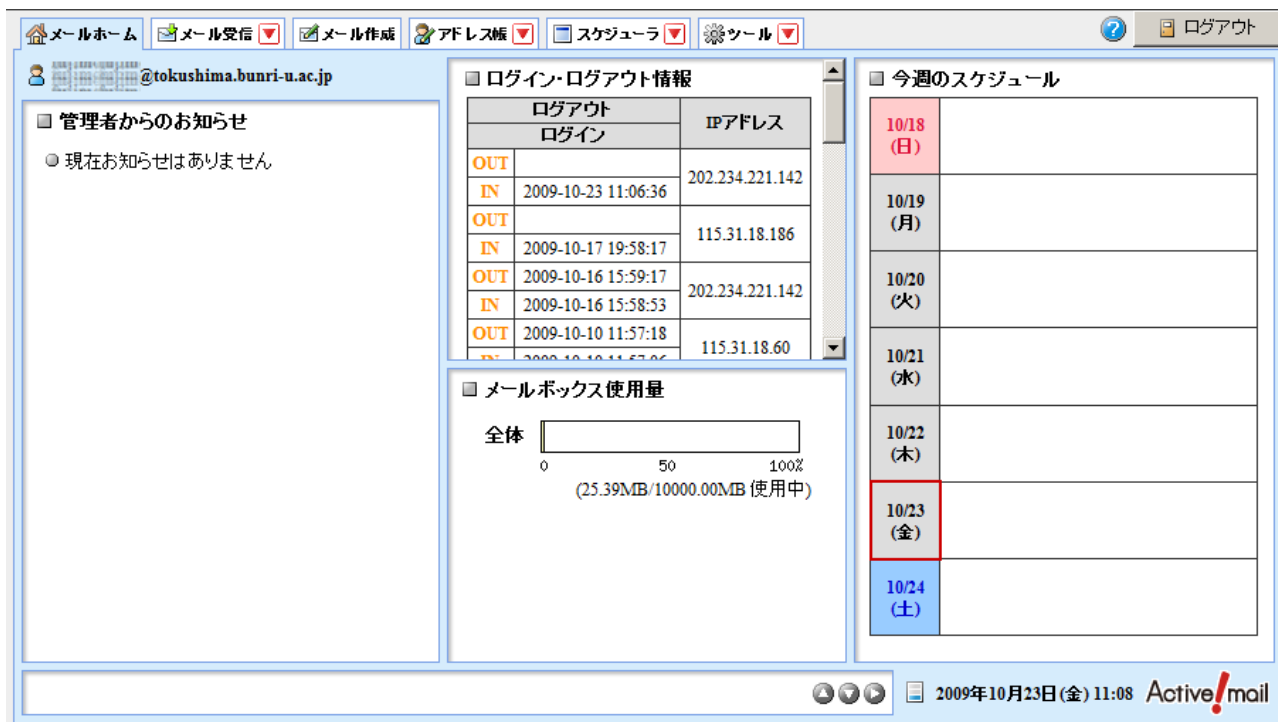 メールホーム メール受信 メール作成 アドレス帳 スケジューラ ツール ? ログアウト
@tokushima.bunri-u.ac.jp
管理者からのお知らせ
現在お知らせはありません
ログイン・ログアウト情報
ログアウト IPアドレス
ログイン
OUT 202.234.221.142
IN 2009-10-23 11:06:36
OUT 115.31.18.186
IN 2009-10-17 19:58:17
OUT 2009-10-16 15:59:17 202.234.221.142
IN 2009-10-16 15:58:53
OUT 2009-10-10 11:57:18 115.31.18.60
メールボックス使用量
全体
0 50 100%
(25.39MB/10000.00MB 使用中)
今週のスケジュール
10/18
(日)
10/19
(月)
10/20
(火)
10/21
(水)
10/22
(木)
10/23
(金)
10/24
(土)
2009年10月23日(金) 11:08 Active!mail